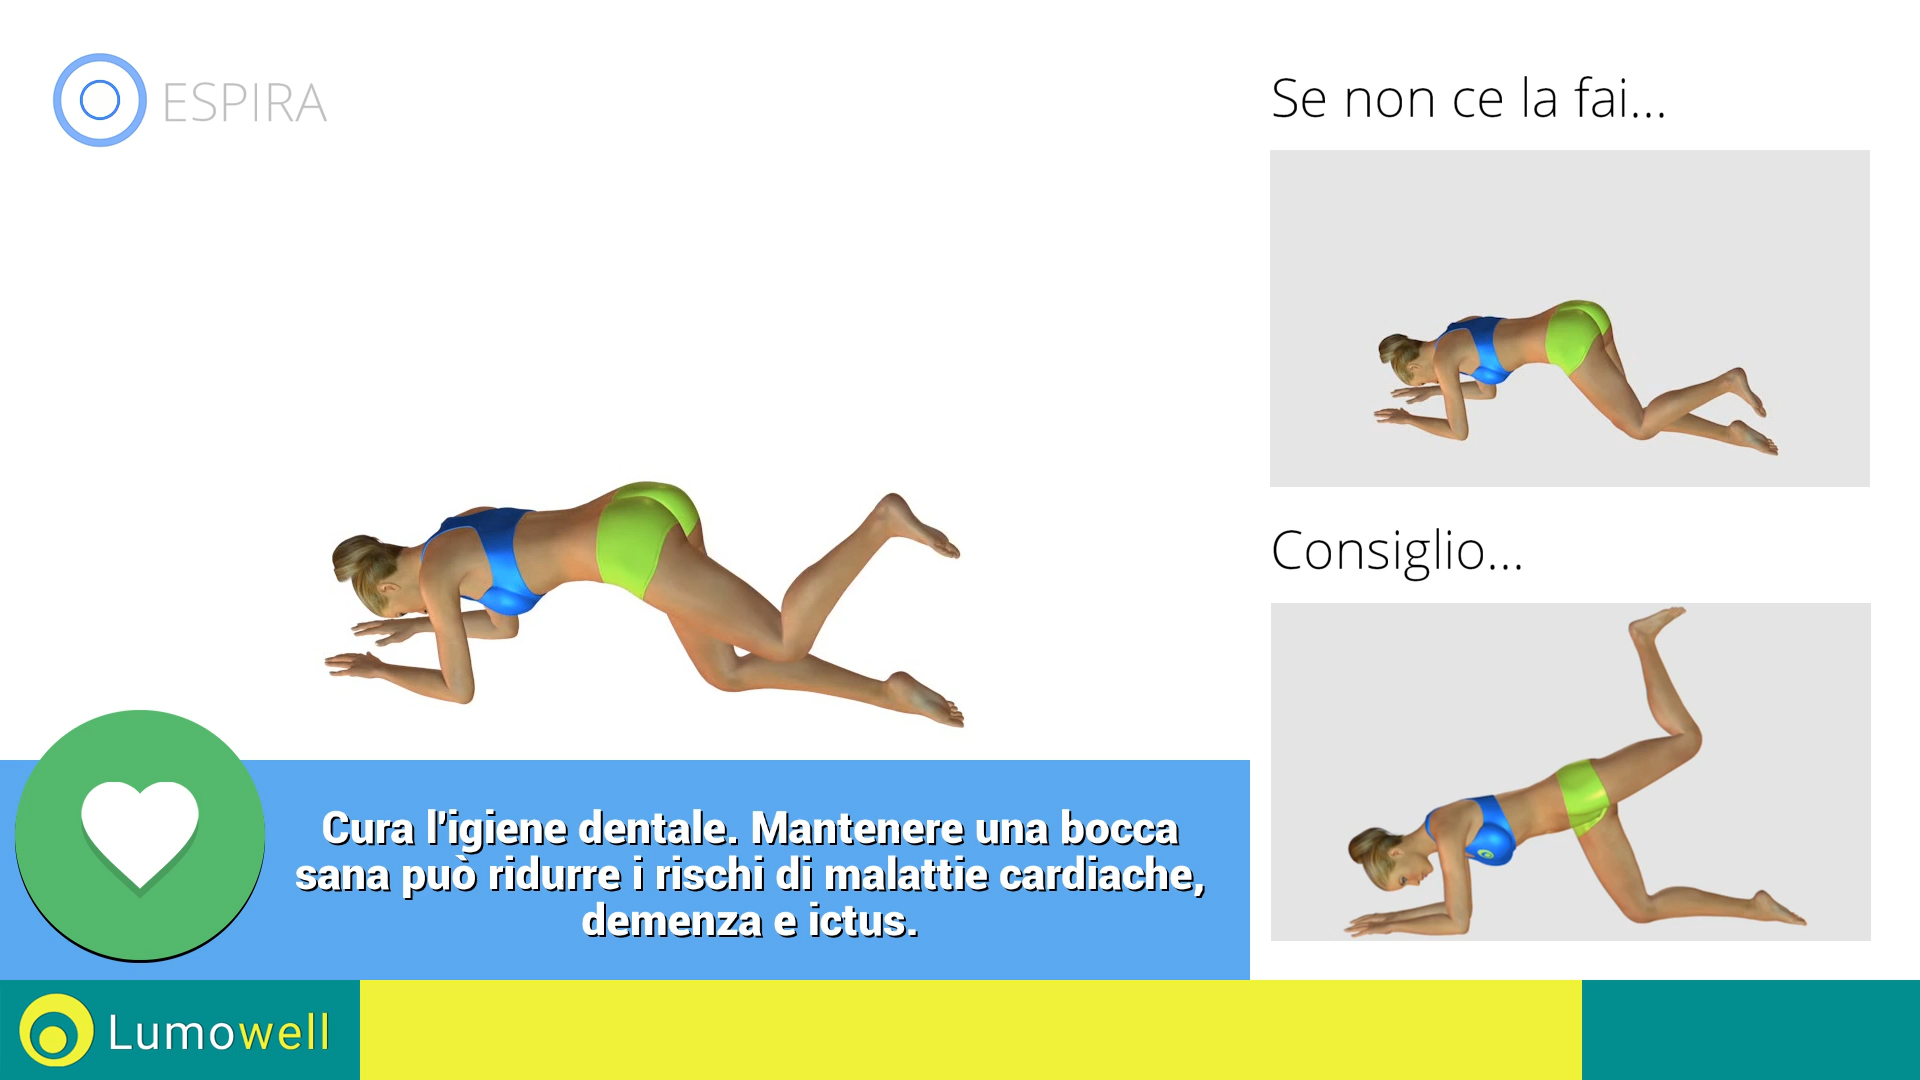 ESPIRA
Se non ce la fai...
Consiglio...
Cura l'igiene dentale. Mantenere una bocca
sana può ridurre i rischi di malattie cardiache,
demenza e ictus.
Lumowell